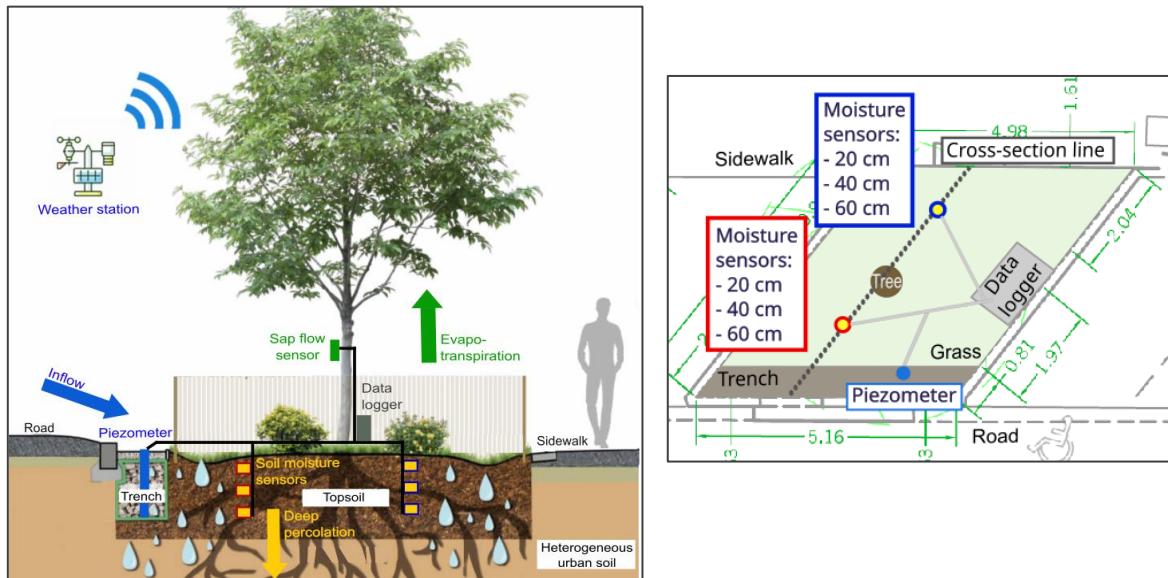 Weather station
Sap flow
sensor
Evapo-
transpiration
Inflow
Data
logger
Piezometer
Road
Sidewalk
Soil moisture
sensors
Trench
Topsoil
Deep
percolation
Heterogeneous
urban soil
Moisture
sensors:
- 20 cm
- 40 cm
- 60 cm
4.98
1.61
Cross-section line
Sidewalk
Moisture
sensors:
- 20 cm
- 40 cm
- 60 cm
2.04
Tree
Data
logger
Grass
0.81
1.97
Trench
Piezometer
5.16
Road